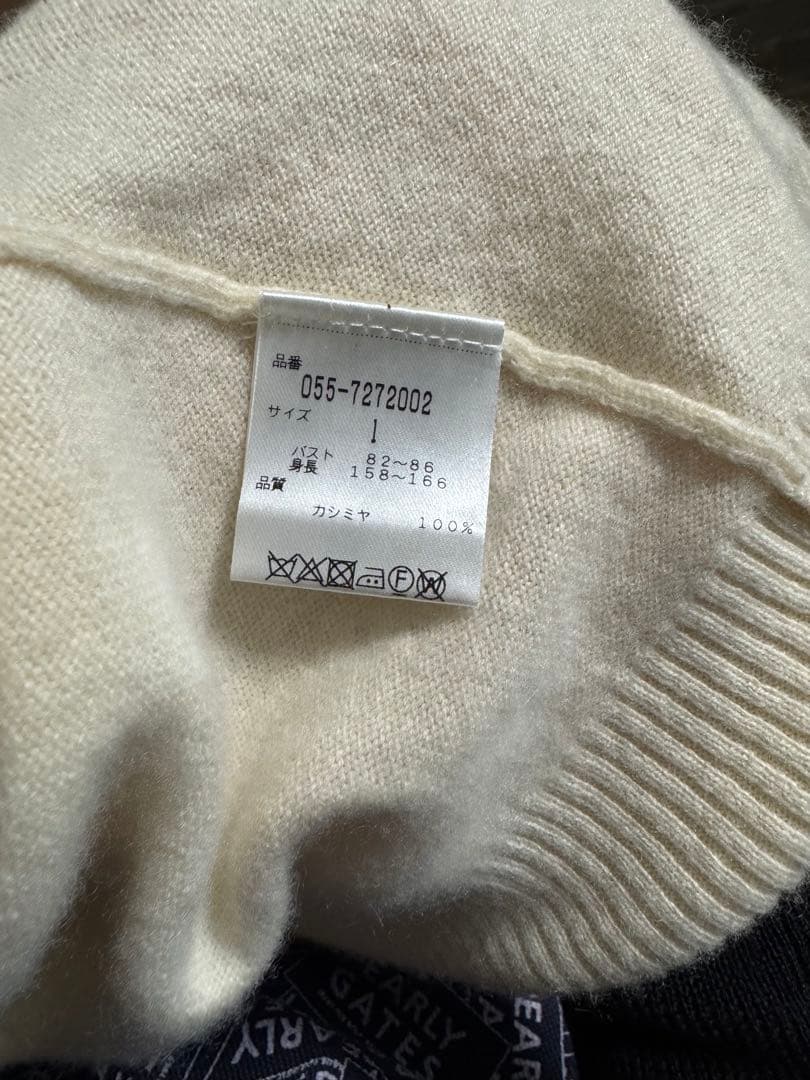 品番
055-7272002
サイズ
1
バスト 82〜86
身長 158〜166
品質
カシミヤ 100%
F
W
PEARLY
GATES
EARLY